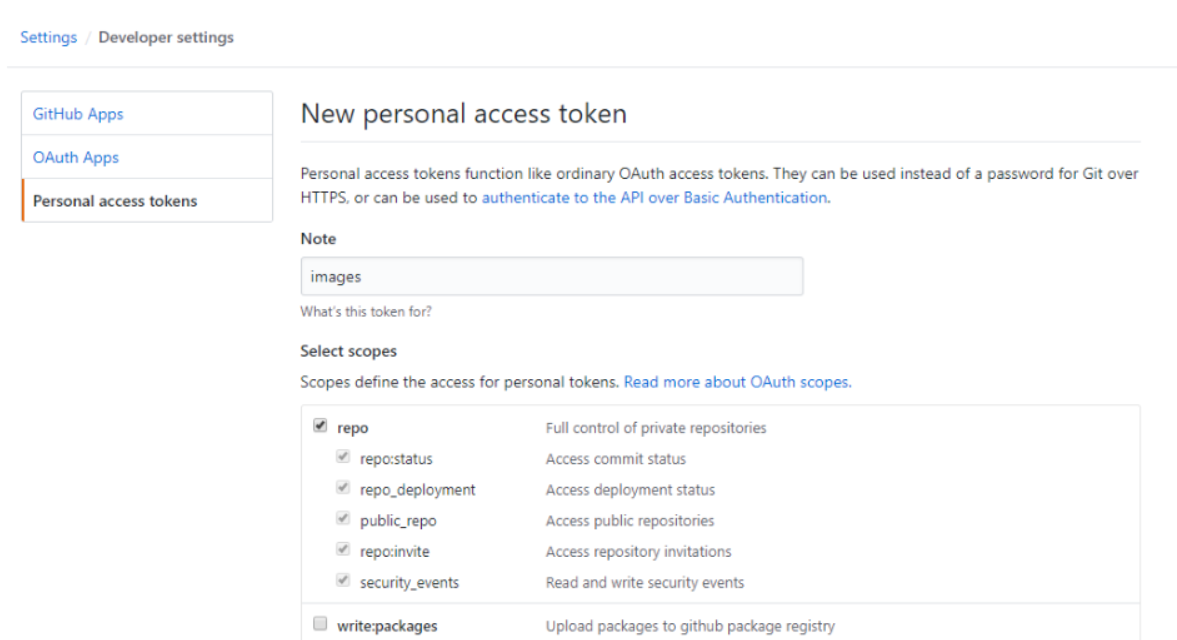 Settings / Developer settings
GitHub Apps
OAuth Apps
Personal access tokens
New personal access token
Personal access tokens function like ordinary OAuth access tokens. They can be used instead of a password for Git over
HTTPS, or can be used to authenticate to the API over Basic Authentication.
Note
images
What's this token for?
Select scopes
Scopes define the access for personal tokens. Read more about OAuth scopes.
repo Full control of private repositories
repo:status Access commit status
repo_deployment Access deployment status
public_repo Access public repositories
repo:invite Access repository invitations
security_events Read and write security events
write:packages Upload packages to github package registry